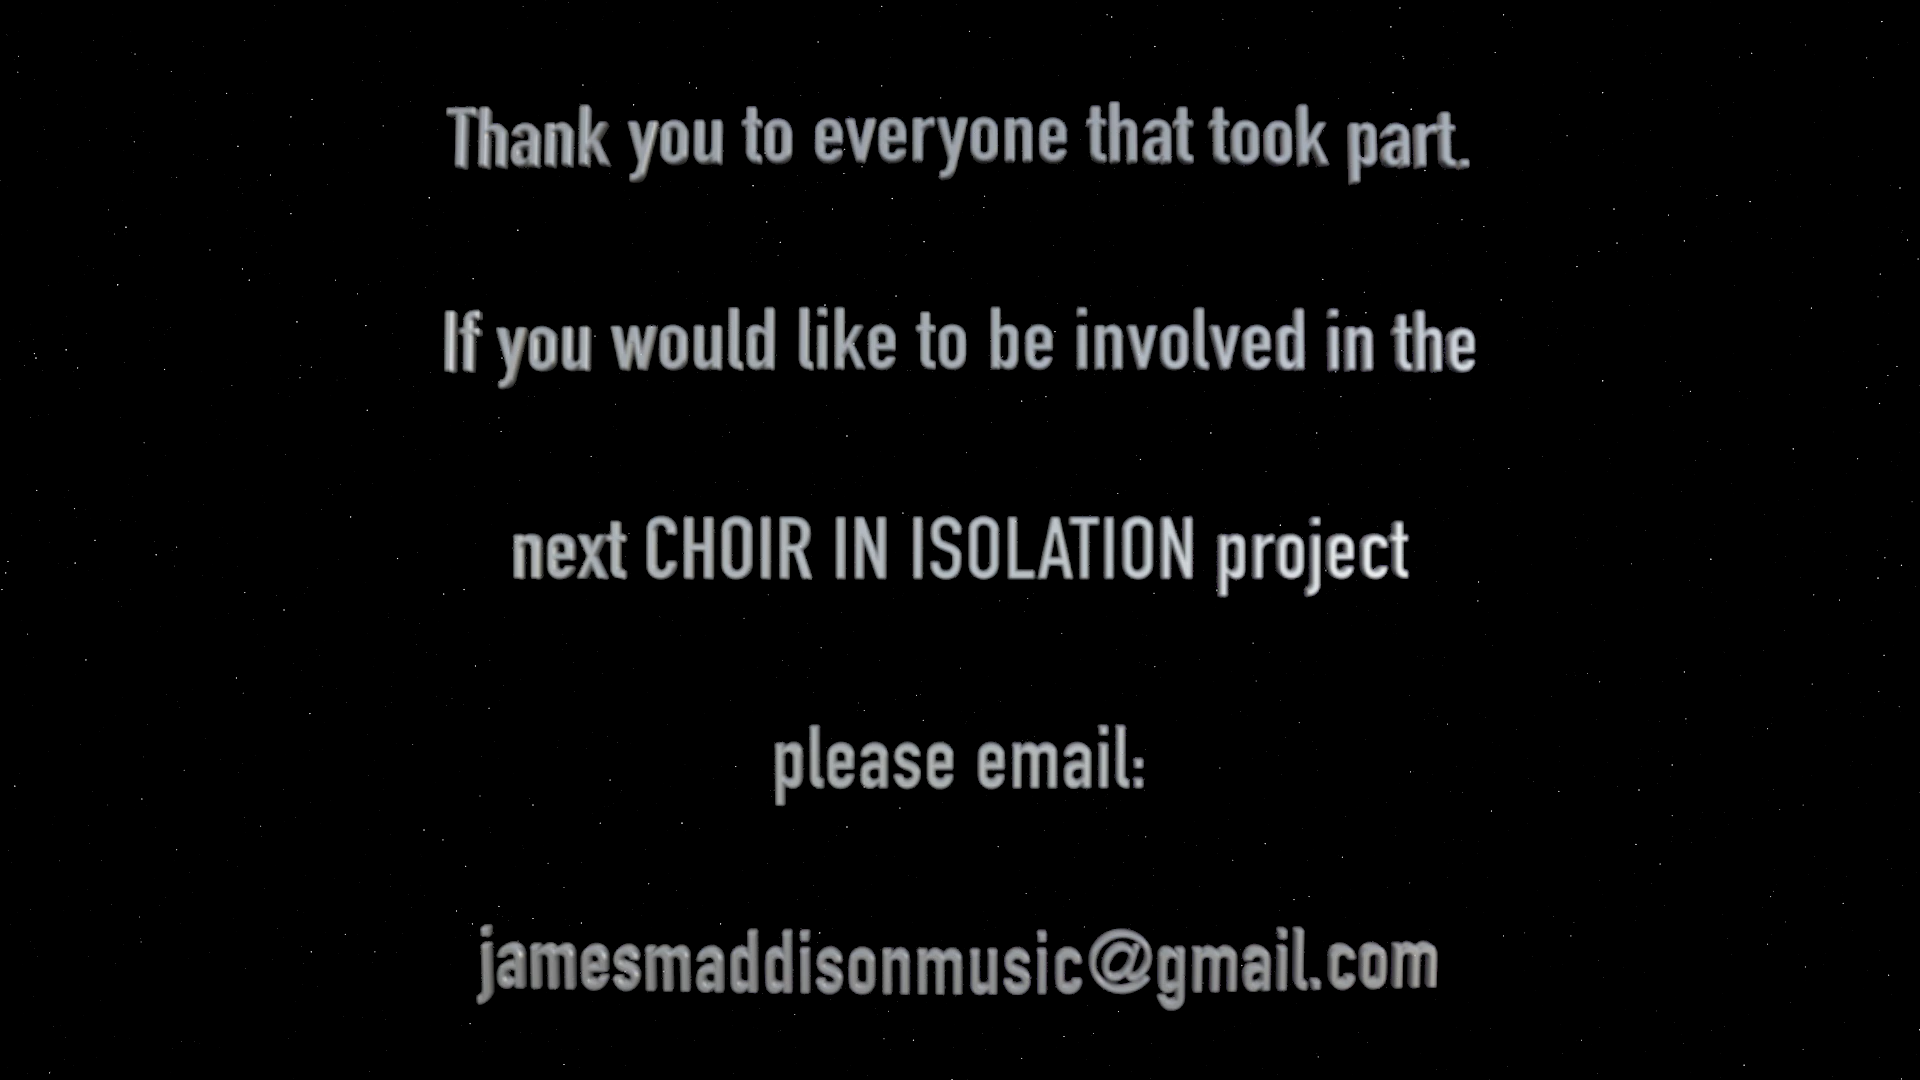 Thank you to everyone that took part.
If you would like to be involved in the
next CHOIR IN ISOLATION project
please email:
jamesmaddisonmusic@gmail.com